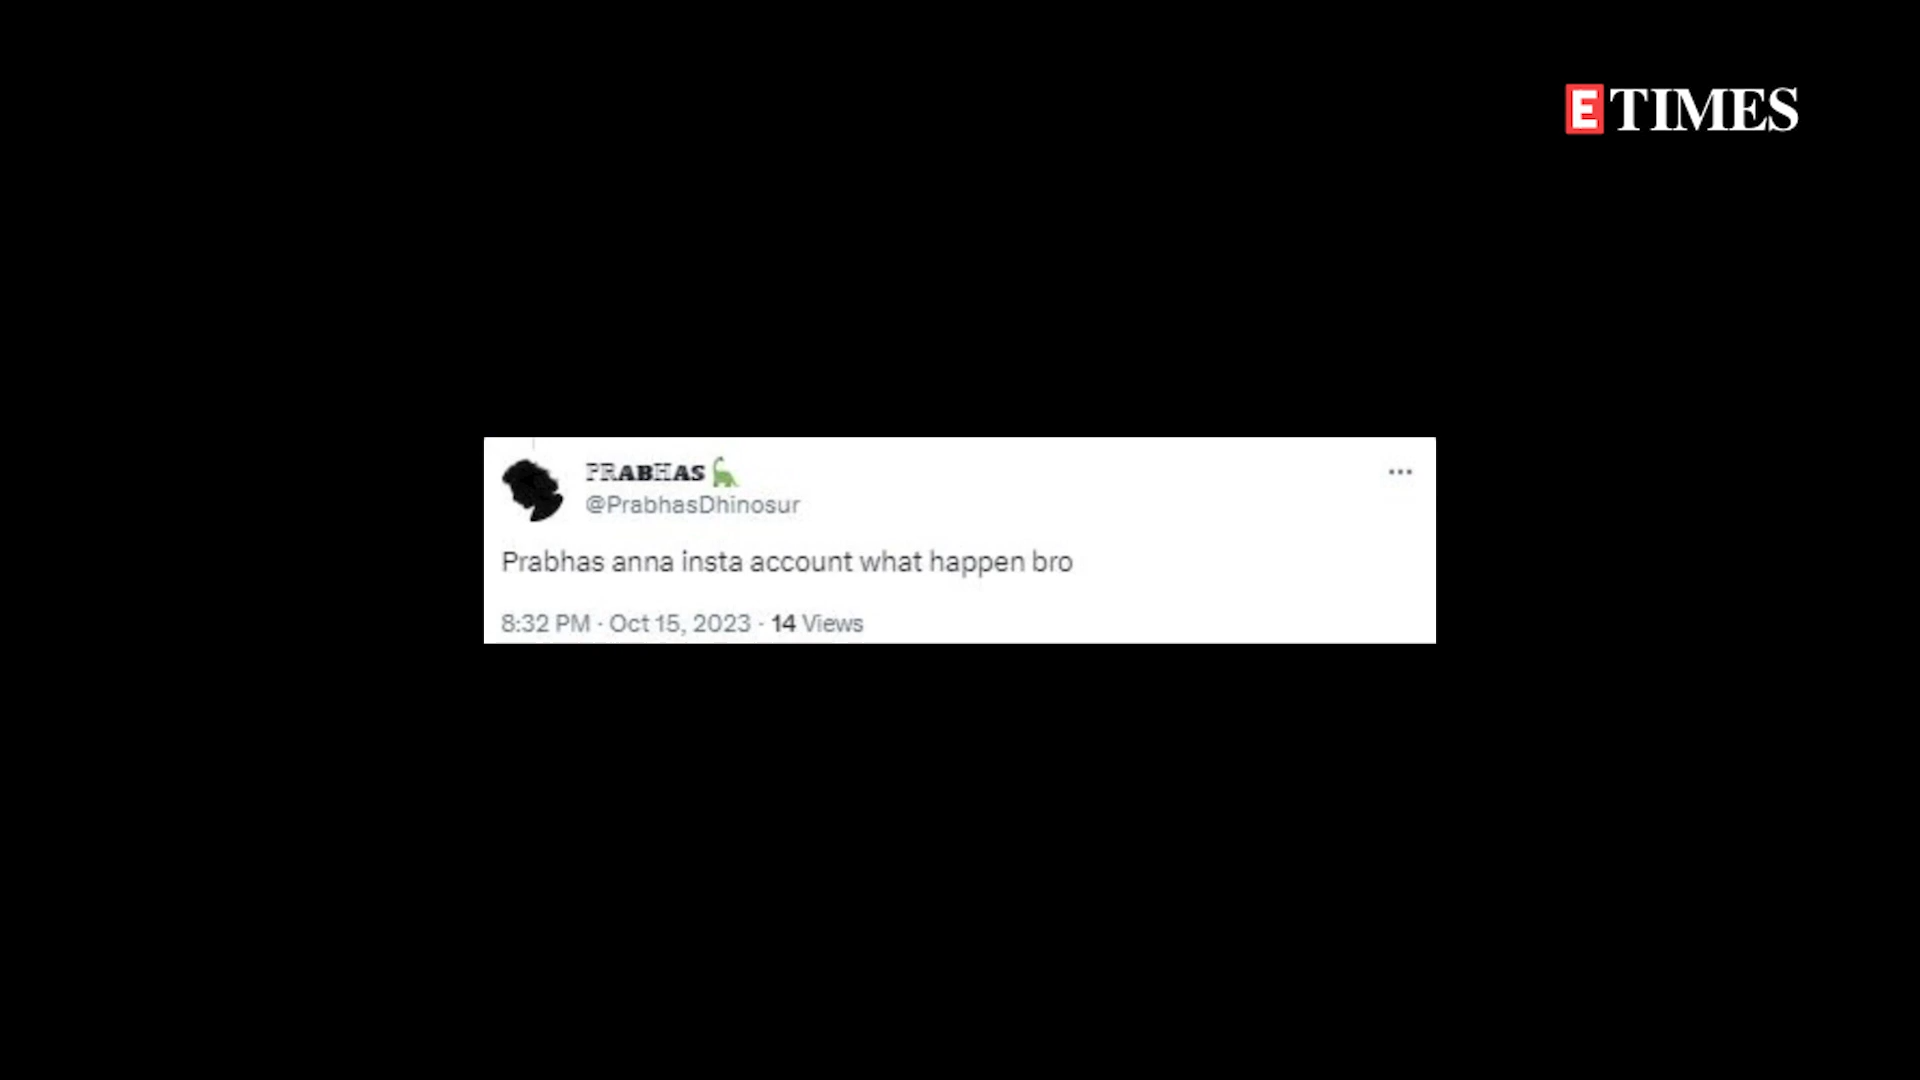 E TIMES
PRABHAS🦕
@PrabhasDhinosur
Prabhas anna insta account what happen bro
8:32 PM · Oct 15, 2023 · 14 Views